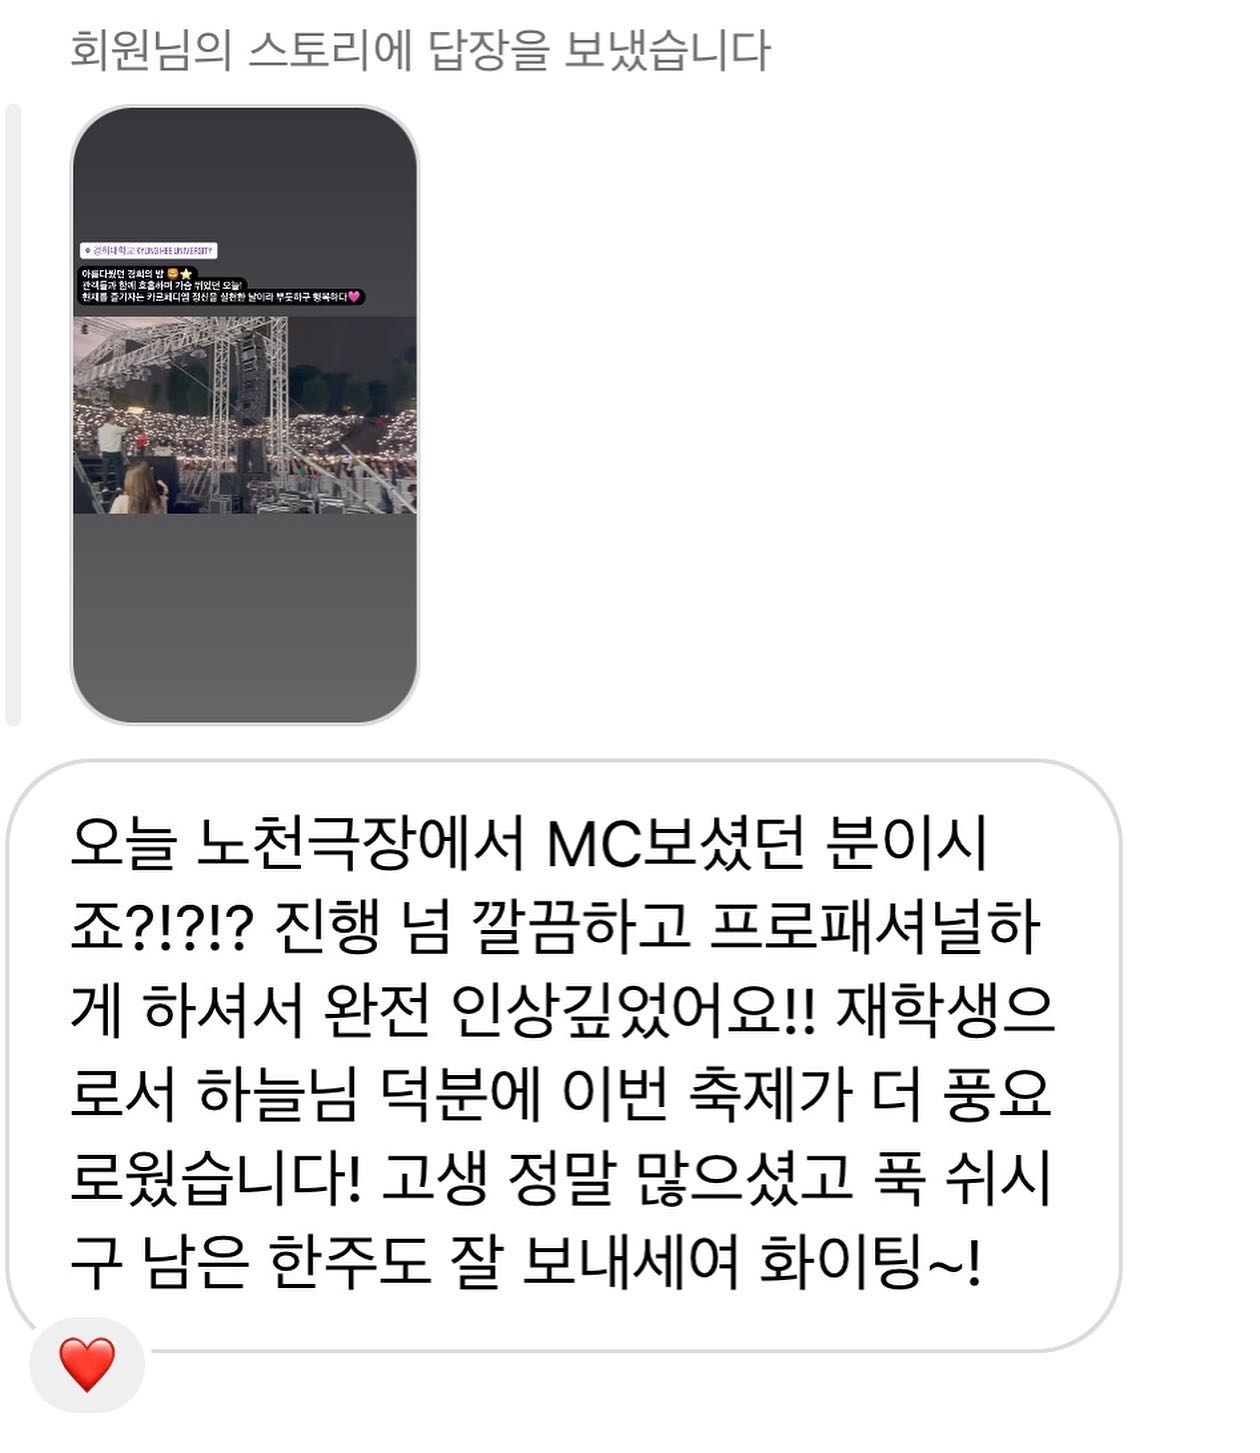 회원님의 스토리에 답장을 보냈습니다
경희대학교 KYUNG HEE UNIVERSITY
아름다웠던 경희의 밤 🦁⭐
관객들과 함께 호흡하며 가슴 뛰었던 오늘!
현재를 즐기자는 카르페디엠 정신을 실천한 날이라 뿌듯하구 행복하다🩷
오늘 노천극장에서 MC보셨던 분이시
죠?!?!? 진행 넘 깔끔하고 프로패셔널하
게 하셔서 완전 인상깊었어요!! 재학생으
로서 하늘님 덕분에 이번 축제가 더 풍요
로웠습니다! 고생 정말 많으셨고 푹 쉬시
구 남은 한주도 잘 보내세여 화이팅~!
❤️